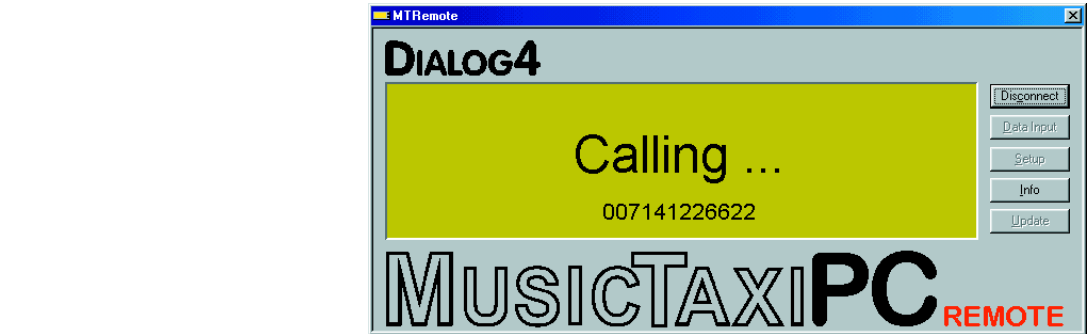 MTRemote
DIALOG4
Calling ...
007141226622
Disconnect
Data Input
Setup
Info
Update
MUSICTAXIPC REMOTE